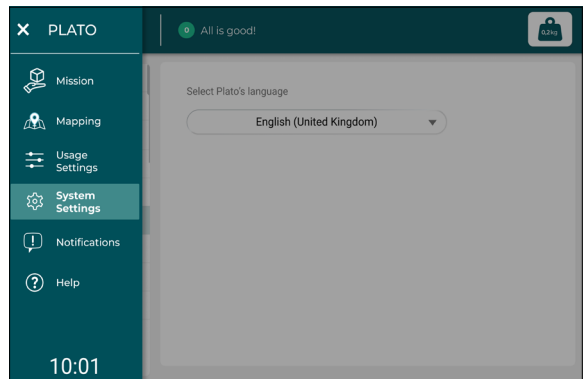 PLATO
0 All is good!
0,2kg
Mission
Mapping
Usage
Settings
System
Settings
Notifications
Help
10:01
Select Plato's language
English (United Kingdom)